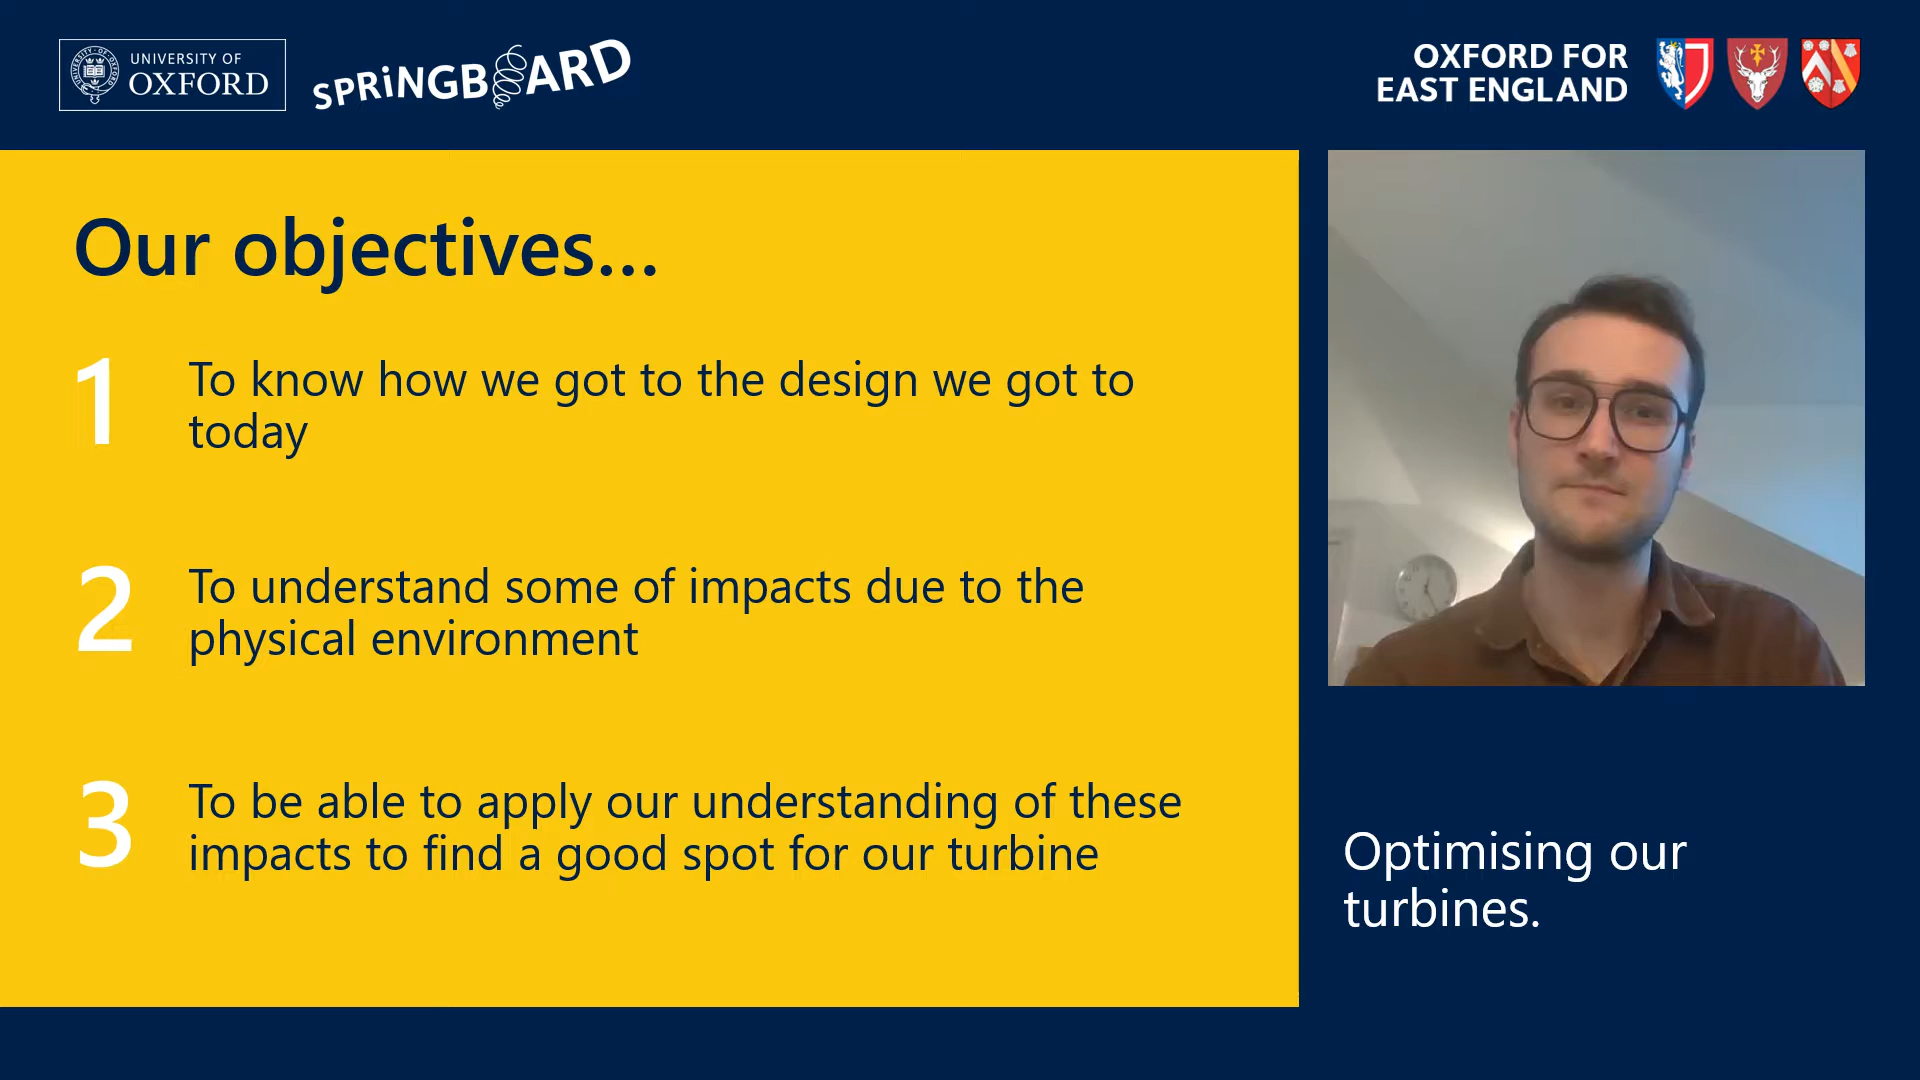 UNIVERSITY OF
OXFORD
SPRiNGBOARD
OXFORD FOR
EAST ENGLAND
Our objectives...
1
To know how we got to the design we got to
today
2
To understand some of impacts due to the
physical environment
3
To be able to apply our understanding of these
impacts to find a good spot for our turbine
Optimising our
turbines.